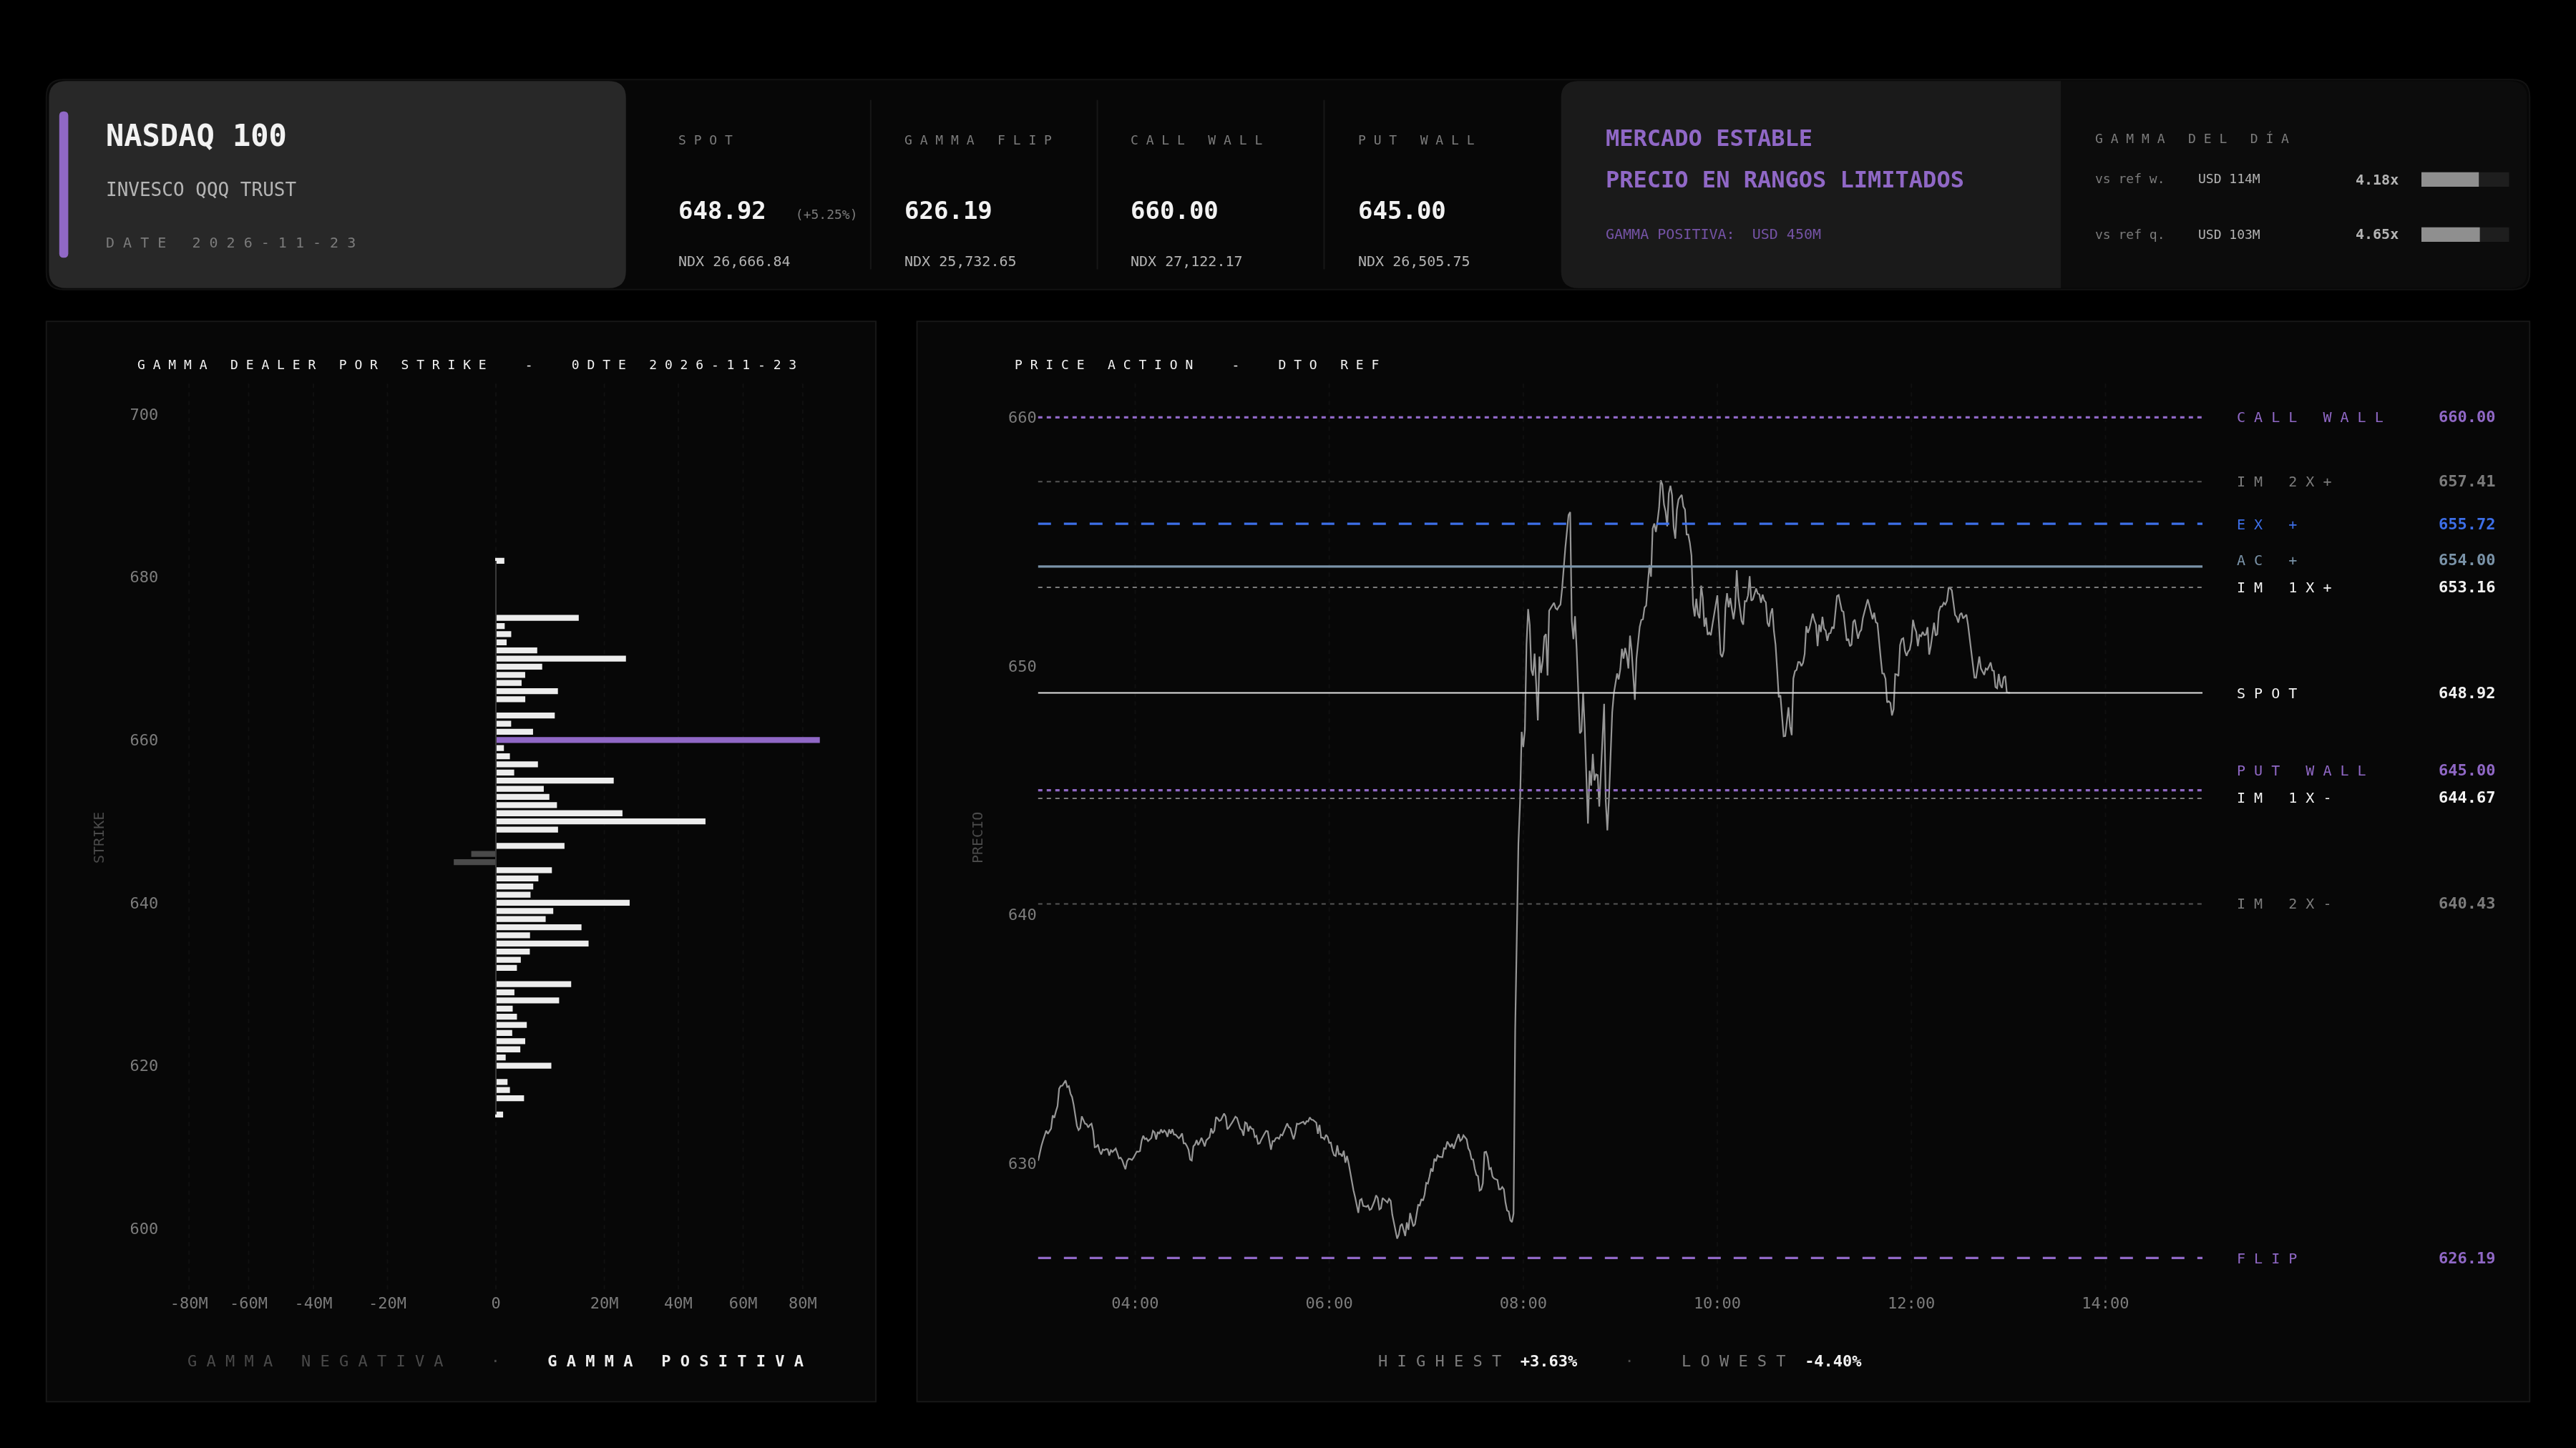 NASDAQ 100
INVESCO QQQ TRUST
DATE 2026-11-23
SPOT
648.92 (+5.25%)
NDX 26,666.84
GAMMA FLIP
626.19
NDX 25,732.65
CALL WALL
660.00
NDX 27,122.17
PUT WALL
645.00
NDX 26,505.75
MERCADO ESTABLE
PRECIO EN RANGOS LIMITADOS
GAMMA POSITIVA: USD 450M
GAMMA DEL DÍA
vs ref w. USD 114M 4.18x
vs ref q. USD 103M 4.65x
GAMMA DEALER POR STRIKE - 0DTE 2026-11-23
700
680
660
640
620
600
STRIKE
-80M -60M -40M -20M 0 20M 40M 60M 80M
GAMMA NEGATIVA · GAMMA POSITIVA
PRICE ACTION - DTO REF
660
650
640
630
PRECIO
CALL WALL 660.00
IM 2X+ 657.41
EX + 655.72
AC + 654.00
IM 1X+ 653.16
SPOT 648.92
PUT WALL 645.00
IM 1X- 644.67
IM 2X- 640.43
FLIP 626.19
04:00 06:00 08:00 10:00 12:00 14:00
HIGHEST +3.63% · LOWEST -4.40%